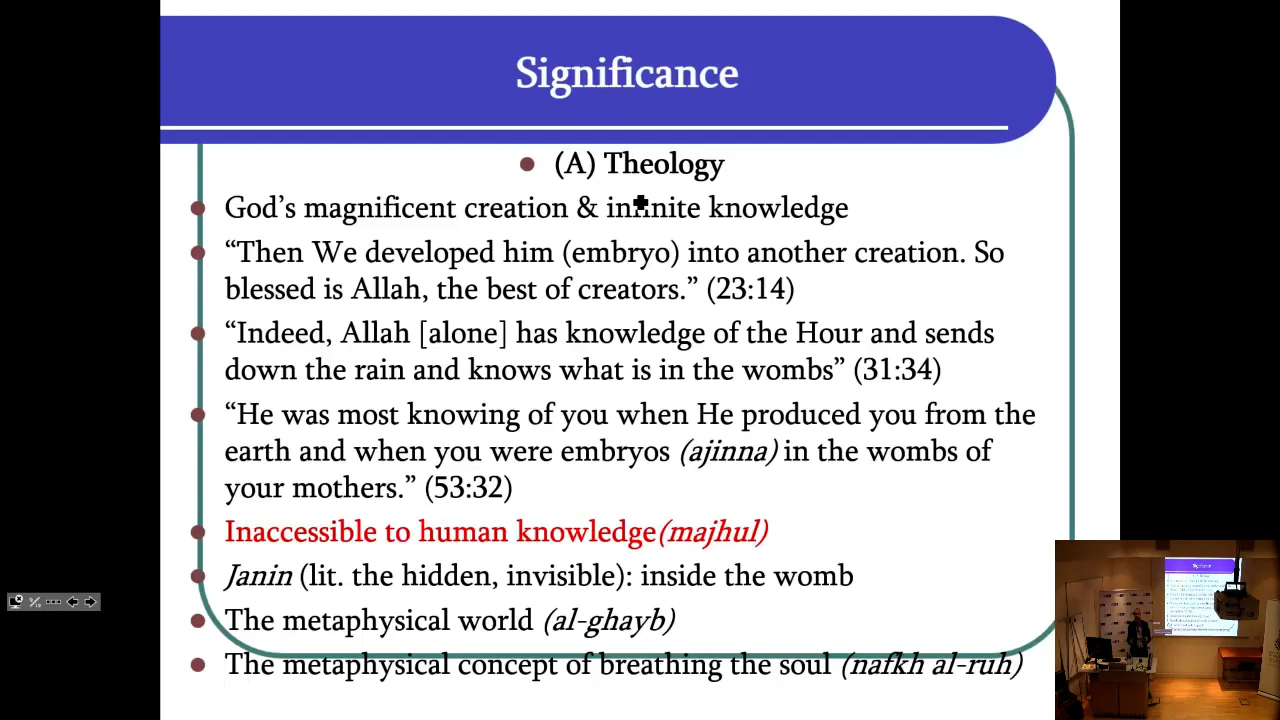 Significance
(A) Theology
God’s magnificent creation & infinite knowledge
“Then We developed him (embryo) into another creation. So
blessed is Allah, the best of creators.” (23:14)
“Indeed, Allah [alone] has knowledge of the Hour and sends
down the rain and knows what is in the wombs” (31:34)
“He was most knowing of you when He produced you from the
earth and when you were embryos (ajinna) in the wombs of
your mothers.” (53:32)
Inaccessible to human knowledge(majhul)
Janin (lit. the hidden, invisible): inside the womb
The metaphysical world (al-ghayb)
The metaphysical concept of breathing the soul (nafkh al-ruh)
Significance